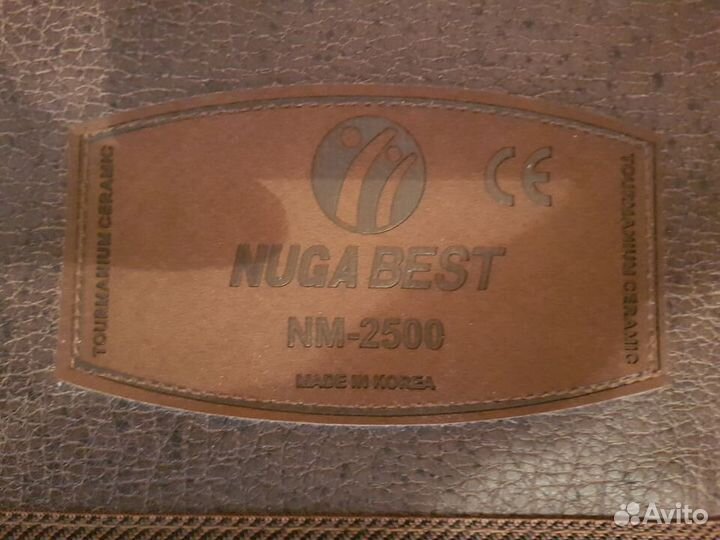 CE
TOURMANIUM CERAMIC
TOURMANIUM CERAMIC
NUGA BEST
NM-2500
MADE IN KOREA
Avito